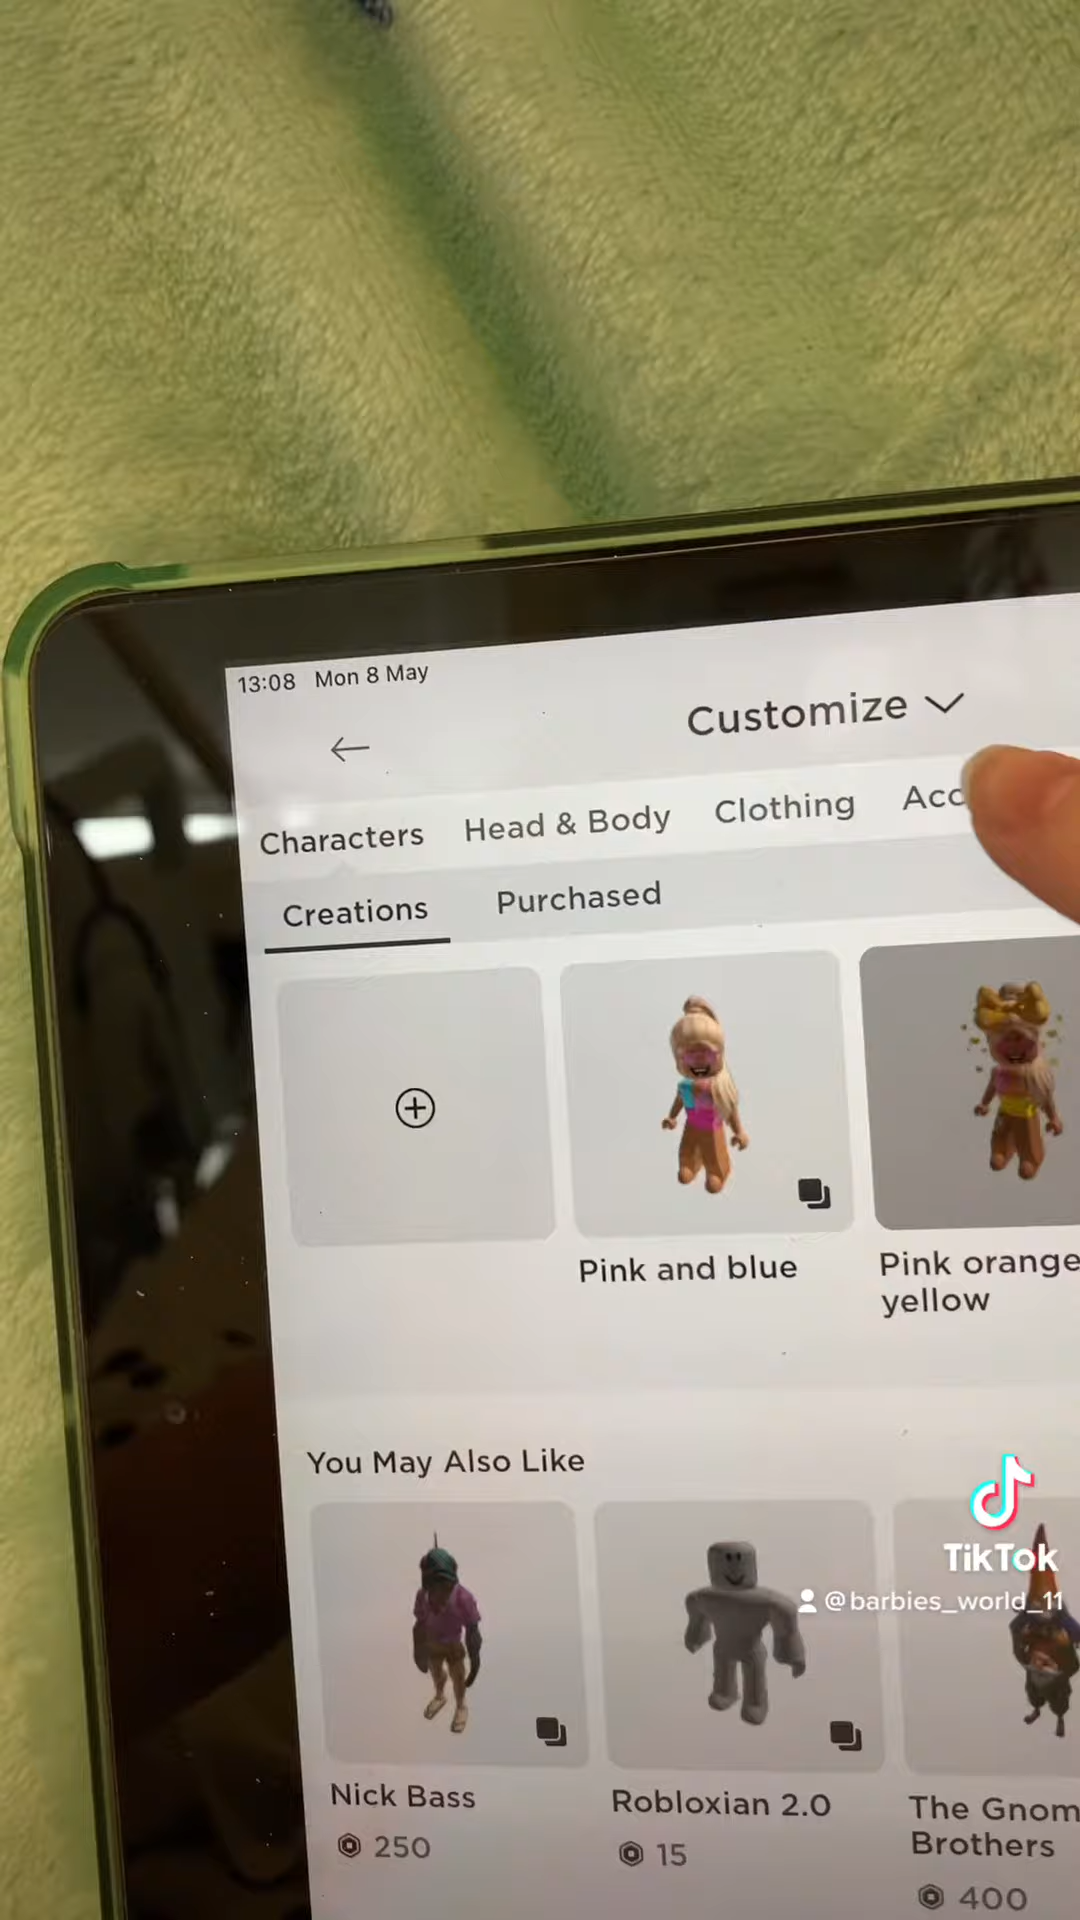 13:08 Mon 8 May
Customize
Characters Head & Body Clothing
Creations Purchased
Pink and blue
Pink orange
yellow
You May Also Like
TikTok
@barbies_world_11
Nick Bass
250
Robloxian 2.0
15
The Gnom
Brothers
400